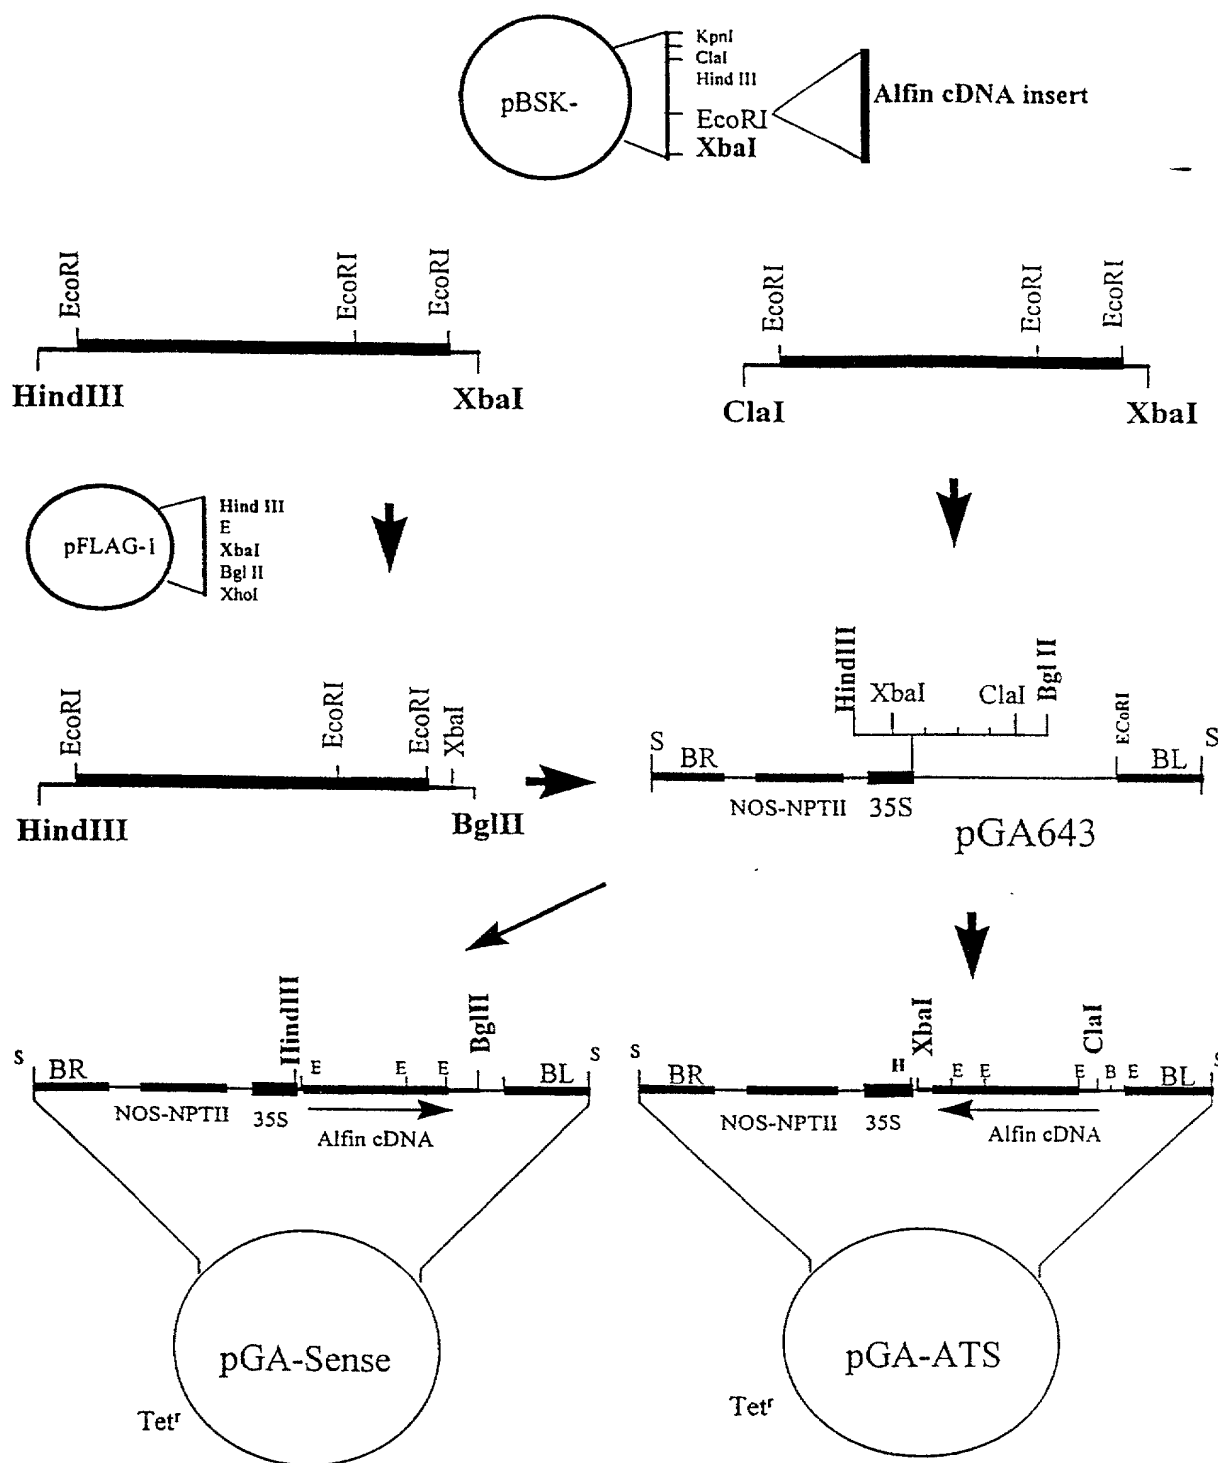 KpnI
ClaI
Hind III
pBSK-
EcoRI
XbaI
Alfin cDNA insert
EcoRI
EcoRI
EcoRI
HindIII
XbaI
EcoRI
EcoRI
EcoRI
ClaI
XbaI
pFLAG-1
Hind III
E
XbaI
Bgl II
XhoI
EcoRI
EcoRI
EcoRI
XbaI
HindIII
BglII
HindIII
XbaI
ClaI
Bgl II
ECoRI
S
BR
NOS-NPTII
35S
BL
S
pGA643
S
BR
NOS-NPTII
35S
HindIII
E
E
E
BglII
BL
S
Alfin cDNA
pGA-Sense
Tetr
S
BR
NOS-NPTII
35S
H
XbaI
E
E
E
ClaI
B
E
BL
S
Alfin cDNA
pGA-ATS
Tetr